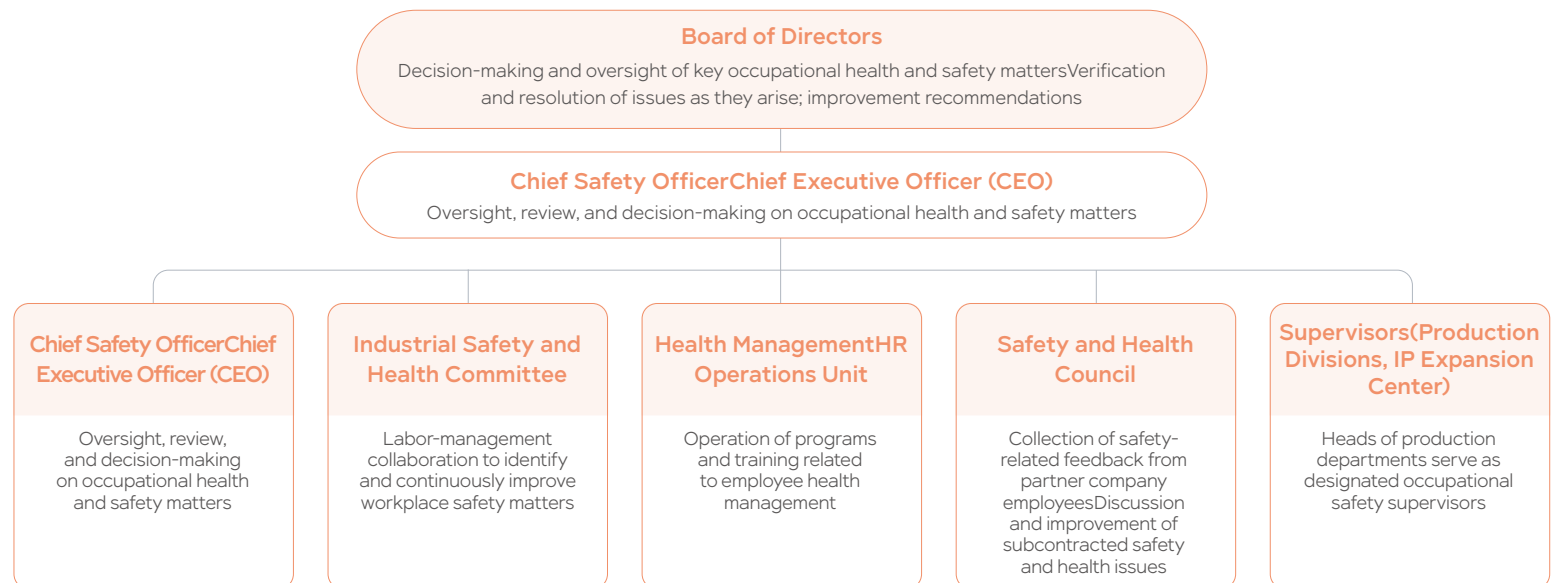 Board of Directors
Decision-making and oversight of key occupational health and safety mattersVerification
and resolution of issues as they arise; improvement recommendations
Chief Safety OfficerChief Executive Officer (CEO)
Oversight, review, and decision-making on occupational health and safety matters
Chief Safety OfficerChief
Executive Officer (CEO)
Oversight, review,
and decision-making
on occupational health
and safety matters
Industrial Safety and
Health Committee
Labor-management
collaboration to identify
and continuously improve
workplace safety matters
Health ManagementHR
Operations Unit
Operation of programs
and training related
to employee health
management
Safety and Health
Council
Collection of safety-
related feedback from
partner company
employeesDiscussion
and improvement of
subcontracted safety
and health issues
Supervisors(Production
Divisions, IP Expansion
Center)
Heads of production
departments serve as
designated occupational
safety supervisors